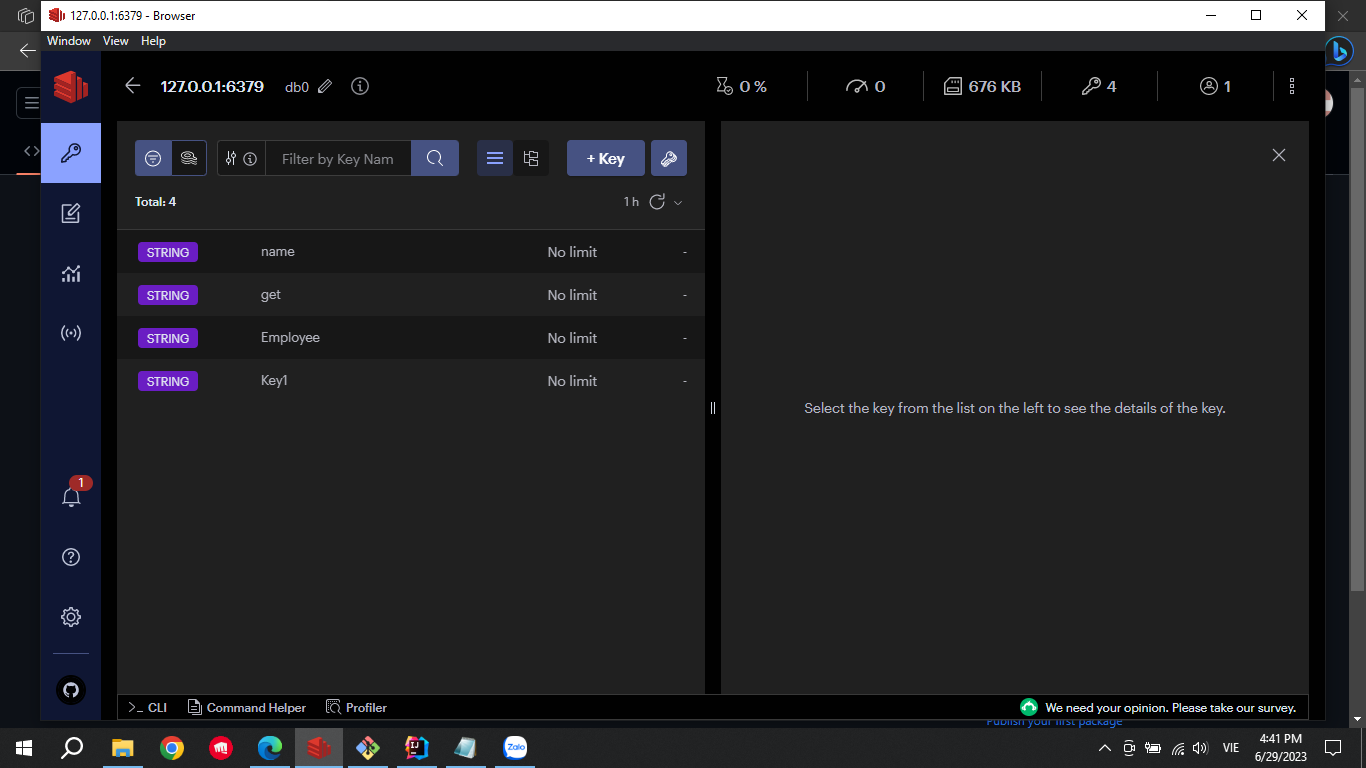 127.0.0.1:6379 - Browser
Window View Help
127.0.0.1:6379 db0 0 % 0 676 KB 4 1
Filter by Key Nam + Key
Total: 4 1 h
STRING name No limit -
STRING get No limit -
STRING Employee No limit -
STRING Key1 No limit -
Select the key from the list on the left to see the details of the key.
1
>_ CLI Command Helper Profiler We need your opinion. Please take our survey.
Publish your first package
Zalo VIE 4:41 PM
6/29/2023